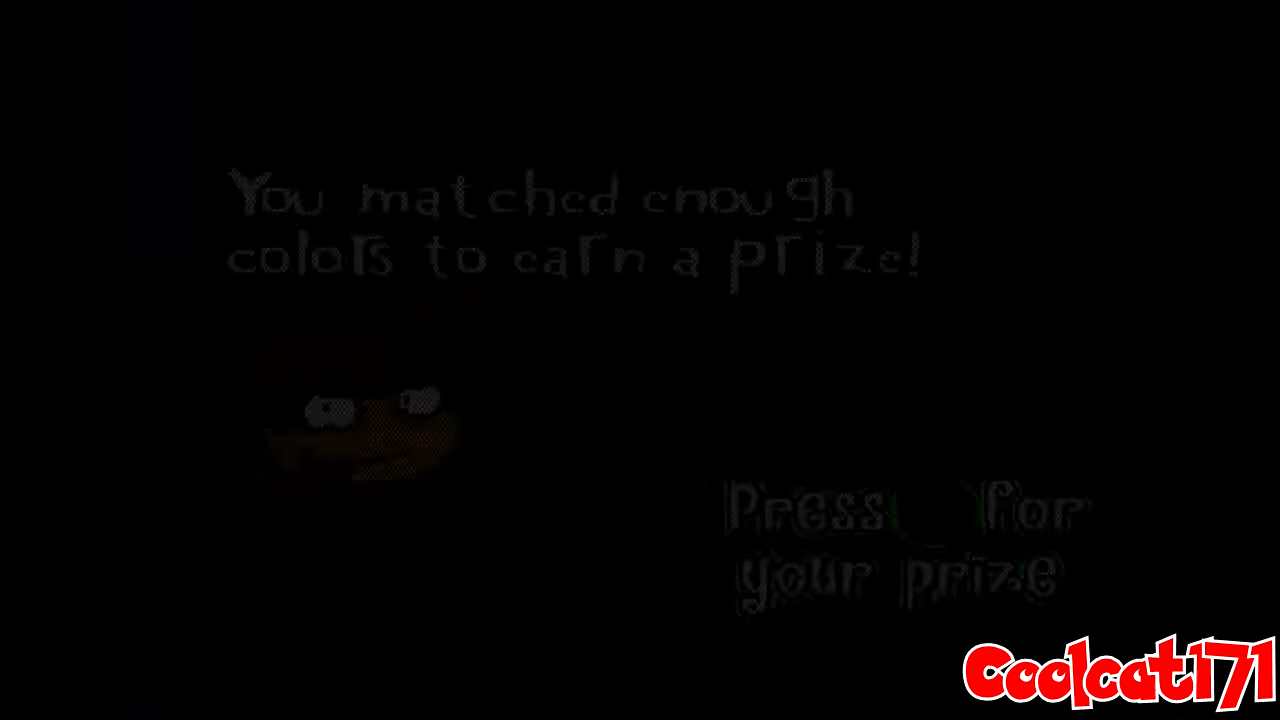 You matched enough
colors to earn a prize!
Press for
your prize
Coolcat171